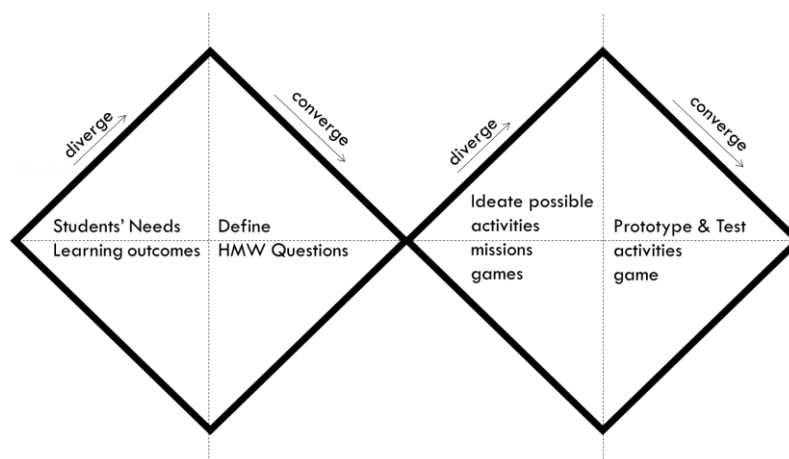 diverge
converge
diverge
converge
Students' Needs
Learning outcomes
Define
HMW Questions
Ideate possible
activities
missions
games
Prototype & Test
activities
game